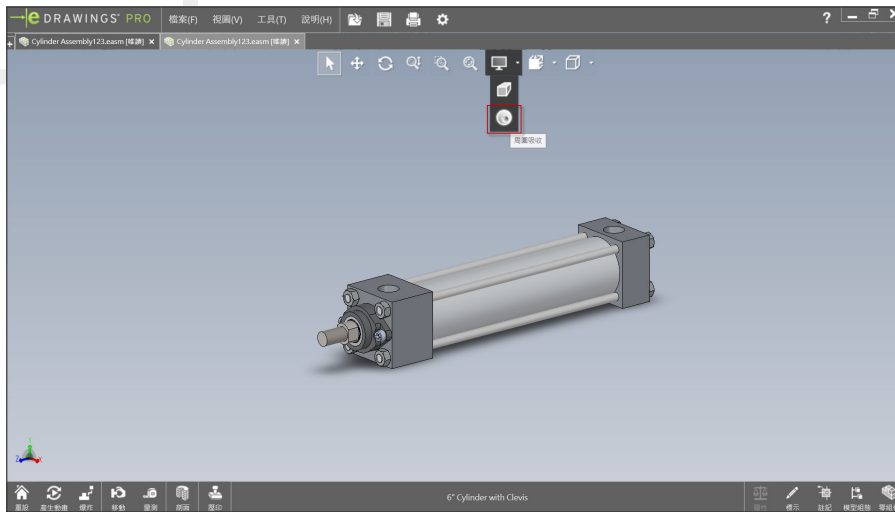 eDRAWINGS® PRO 檔案(F) 視圖(V) 工具(T) 說明(H) ?
Cylinder Assembly123.easm [唯讀] × Cylinder Assembly123.easm [唯讀] ×
周圍吸收
6" Cylinder with Clevis
重設 產生動畫 爆炸 移動 量測 剖面 壓印 標示 註記 模型組態